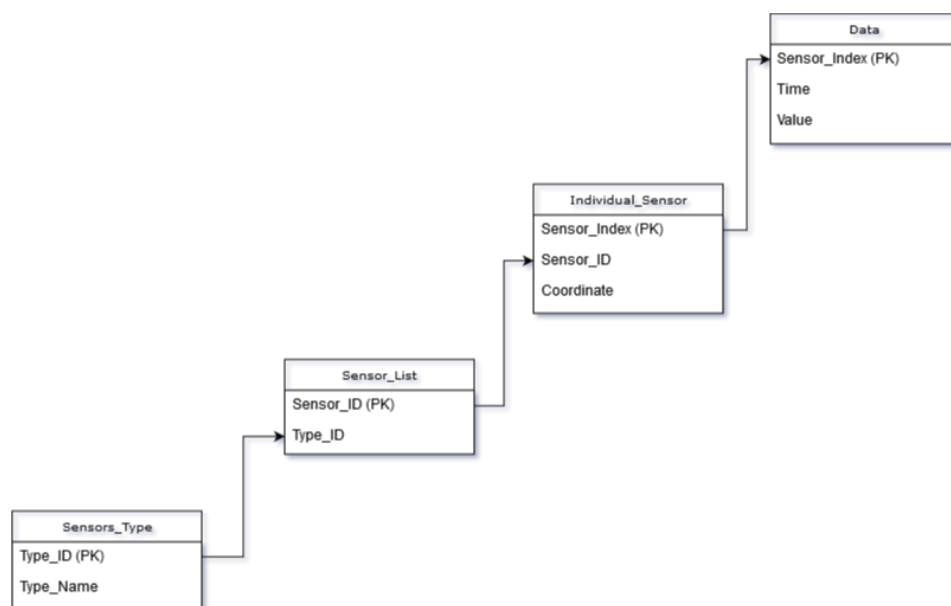 Data
Sensor_Index (PK)
Time
Value
Individual_Sensor
Sensor_Index (PK)
Sensor_ID
Coordinate
Sensor_List
Sensor_ID (PK)
Type_ID
Sensors_Type
Type_ID (PK)
Type_Name